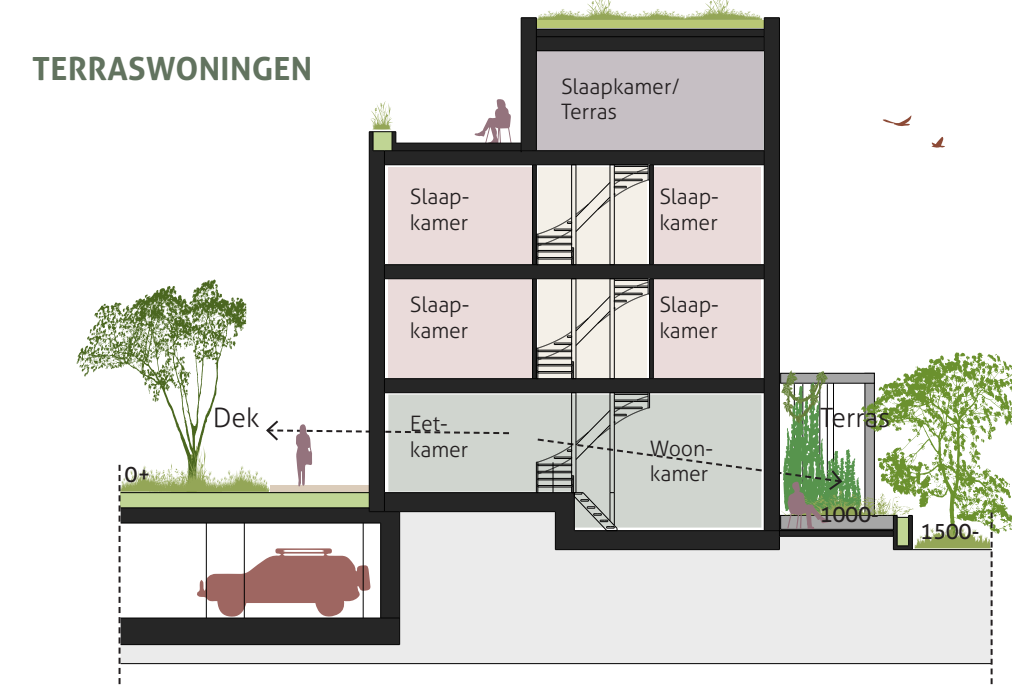 TERRASWONINGEN
Slaapkamer/
Terras
Slaap-
kamer
Slaap-
kamer
Slaap-
kamer
Slaap-
kamer
Dek
Eet-
kamer
Woon-
kamer
Terras
0+
1000-
1500-